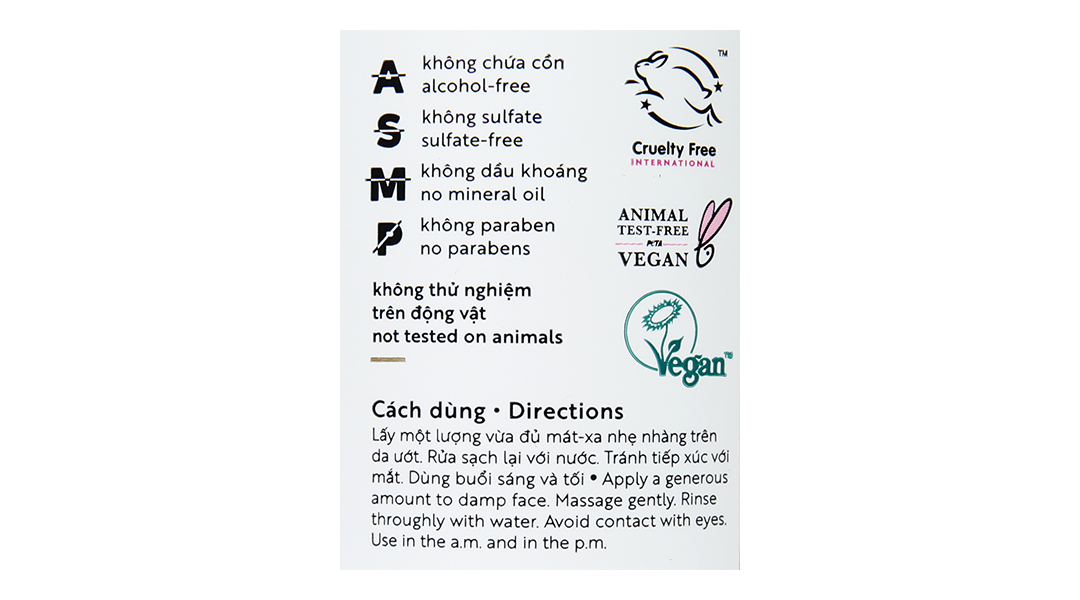 A
không chứa cồn
alcohol-free
S
không sulfate
sulfate-free
M
không dầu khoáng
no mineral oil
P
không paraben
no parabens
không thử nghiệm
trên động vật
not tested on animals
TM
Cruelty Free
INTERNATIONAL
ANIMAL
TEST-FREE
PETA
VEGAN
Vegan TM
Cách dùng • Directions
Lấy một lượng vừa đủ mát-xa nhẹ nhàng trên
da ướt. Rửa sạch lại với nước. Tránh tiếp xúc với
mắt. Dùng buổi sáng và tối • Apply a generous
amount to damp face. Massage gently. Rinse
throughly with water. Avoid contact with eyes.
Use in the a.m. and in the p.m.